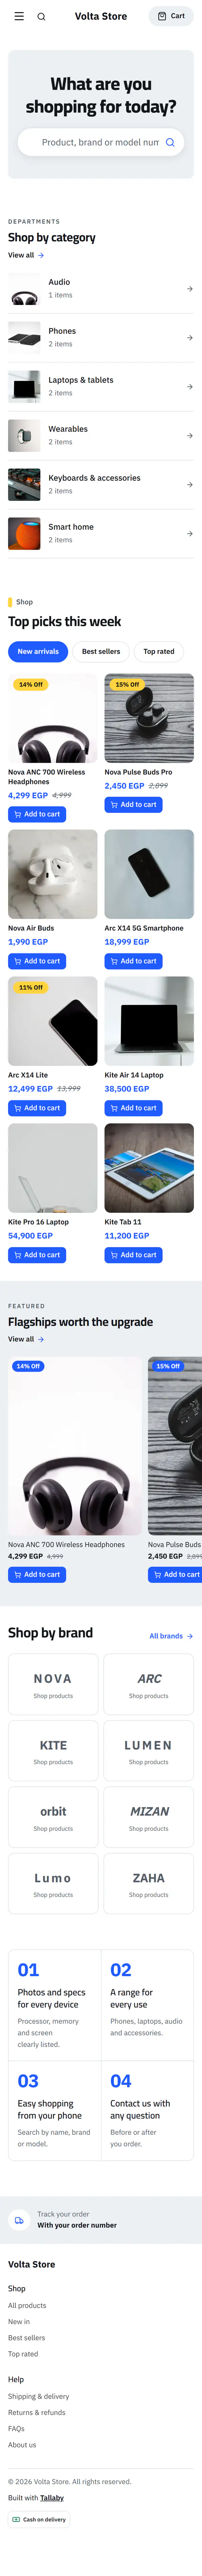 Volta Store
Cart
What are you
shopping for today?
Product, brand or model num
DEPARTMENTS
Shop by category
View all
Audio
1 items
Phones
2 items
Laptops & tablets
2 items
Wearables
2 items
Keyboards & accessories
2 items
Smart home
2 items
Shop
Top picks this week
New arrivals
Best sellers
Top rated
14% Off
15% Off
Nova ANC 700 Wireless
Headphones
4,299 EGP 4,999
Add to cart
Nova Pulse Buds Pro
2,450 EGP 2,899
Add to cart
Nova Air Buds
1,990 EGP
Add to cart
Arc X14 5G Smartphone
18,999 EGP
Add to cart
11% Off
Arc X14 Lite
12,499 EGP 13,999
Add to cart
Kite Air 14 Laptop
38,500 EGP
Add to cart
Kite Pro 16 Laptop
54,900 EGP
Add to cart
Kite Tab 11
11,200 EGP
Add to cart
FEATURED
Flagships worth the upgrade
View all
14% Off
15% Off
Nova ANC 700 Wireless Headphones
4,299 EGP 4,999
Add to cart
Nova Pulse Buds
2,450 EGP 2,899
Add to cart
Shop by brand
All brands
NOVA
Shop products
ARC
Shop products
KITE
Shop products
LUMEN
Shop products
orbit
Shop products
MIZAN
Shop products
Lumo
Shop products
ZAHA
Shop products
01
Photos and specs
for every device
Processor, memory
and screen
clearly listed.
02
A range for
every use
Phones, laptops, audio
and accessories.
03
Easy shopping
from your phone
Search by name, brand
or model.
04
Contact us with
any question
Before or after
you order.
Track your order
With your order number
Volta Store
Shop
All products
New in
Best sellers
Top rated
Help
Shipping & delivery
Returns & refunds
FAQs
About us
© 2026 Volta Store. All rights reserved.
Built with Tallaby
Cash on delivery